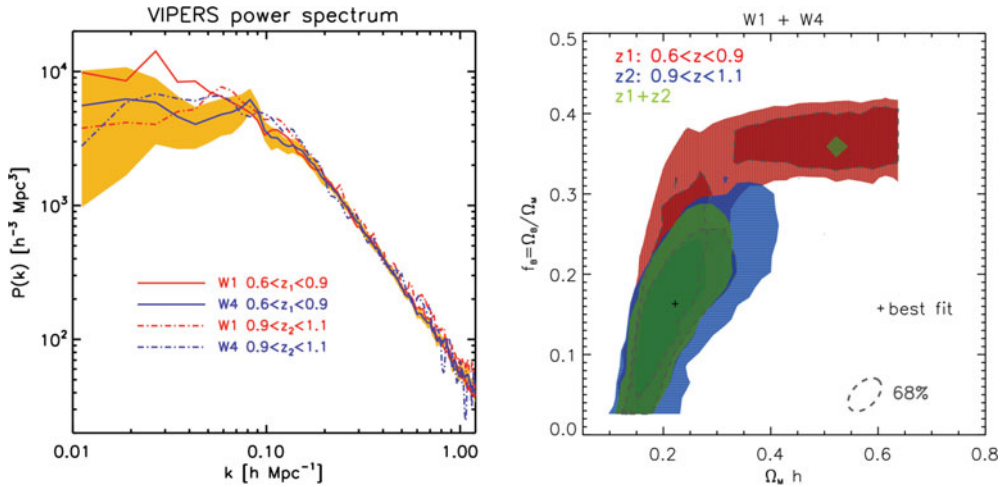 VIPERS power spectrum
10⁴
10³
10²
P(k) [h⁻³ Mpc³]
W1 0.6<z₁<0.9
W4 0.6<z₁<0.9
W1 0.9<z₂<1.1
W4 0.9<z₂<1.1
0.01
0.10
1.00
k [h Mpc⁻¹]
W1 + W4
z1: 0.6<z<0.9
z2: 0.9<z<1.1
z1+z2
0.5
0.4
0.3
0.2
0.1
0.0
f_B=Ω_B/Ω_M
+best fit
68%
0.2
0.4
0.6
0.8
Ω_M h